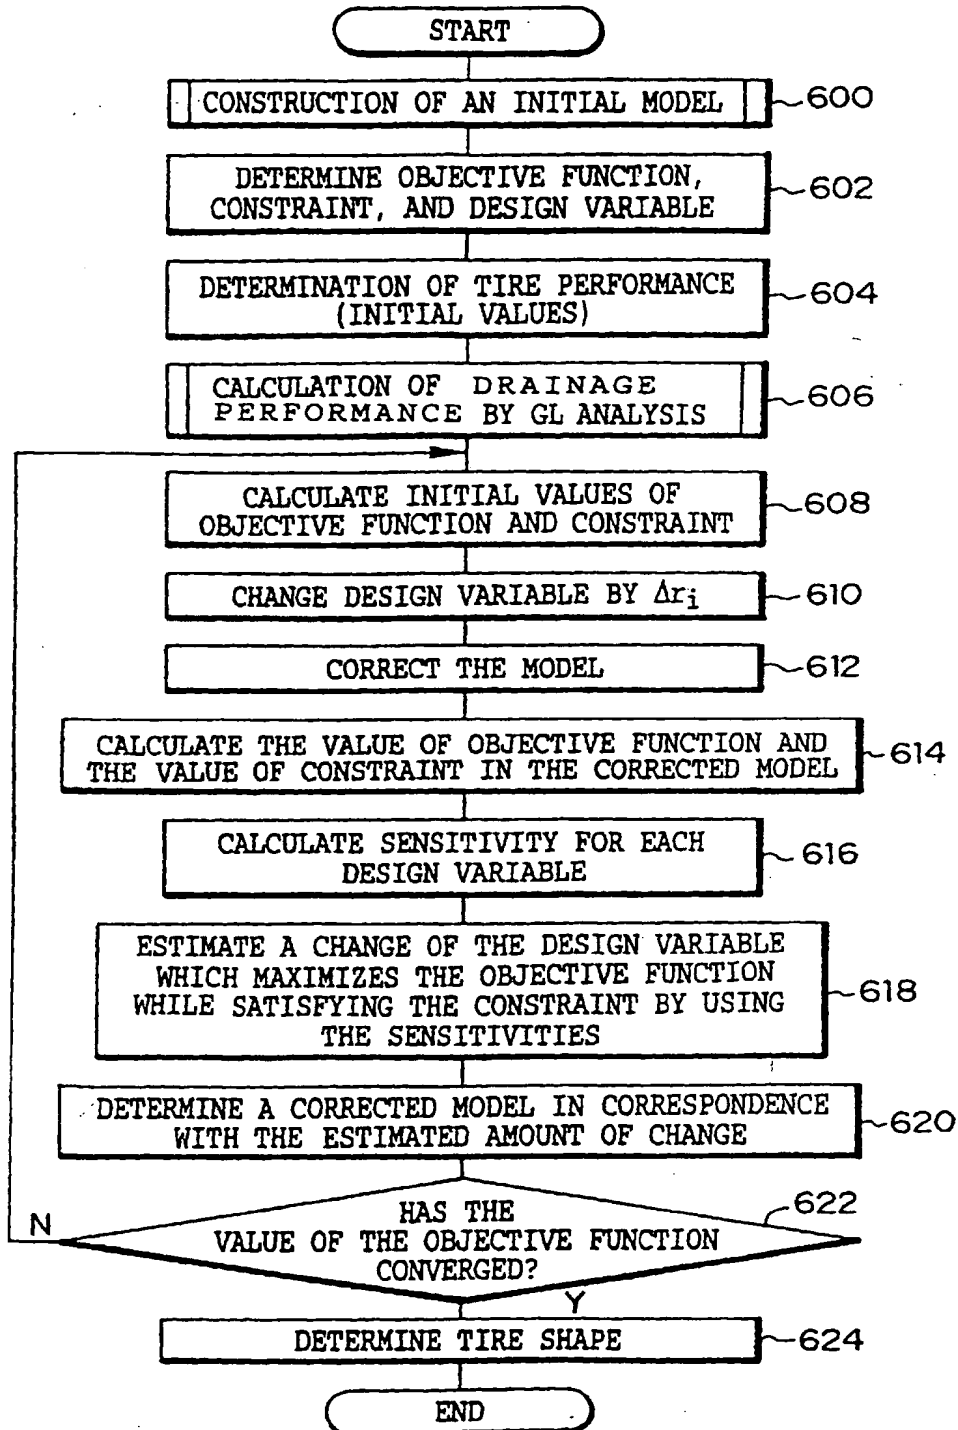 START
CONSTRUCTION OF AN INITIAL MODEL
600
DETERMINE OBJECTIVE FUNCTION,
CONSTRAINT, AND DESIGN VARIABLE
602
DETERMINATION OF TIRE PERFORMANCE
(INITIAL VALUES)
604
CALCULATION OF DRAINAGE
PERFORMANCE BY GL ANALYSIS
606
CALCULATE INITIAL VALUES OF
OBJECTIVE FUNCTION AND CONSTRAINT
608
CHANGE DESIGN VARIABLE BY Δri
610
CORRECT THE MODEL
612
CALCULATE THE VALUE OF OBJECTIVE FUNCTION AND
THE VALUE OF CONSTRAINT IN THE CORRECTED MODEL
614
CALCULATE SENSITIVITY FOR EACH
DESIGN VARIABLE
616
ESTIMATE A CHANGE OF THE DESIGN VARIABLE
WHICH MAXIMIZES THE OBJECTIVE FUNCTION
WHILE SATISFYING THE CONSTRAINT BY USING
THE SENSITIVITIES
618
DETERMINE A CORRECTED MODEL IN CORRESPONDENCE
WITH THE ESTIMATED AMOUNT OF CHANGE
620
HAS THE
VALUE OF THE OBJECTIVE FUNCTION
CONVERGED?
622
N
Y
DETERMINE TIRE SHAPE
624
END